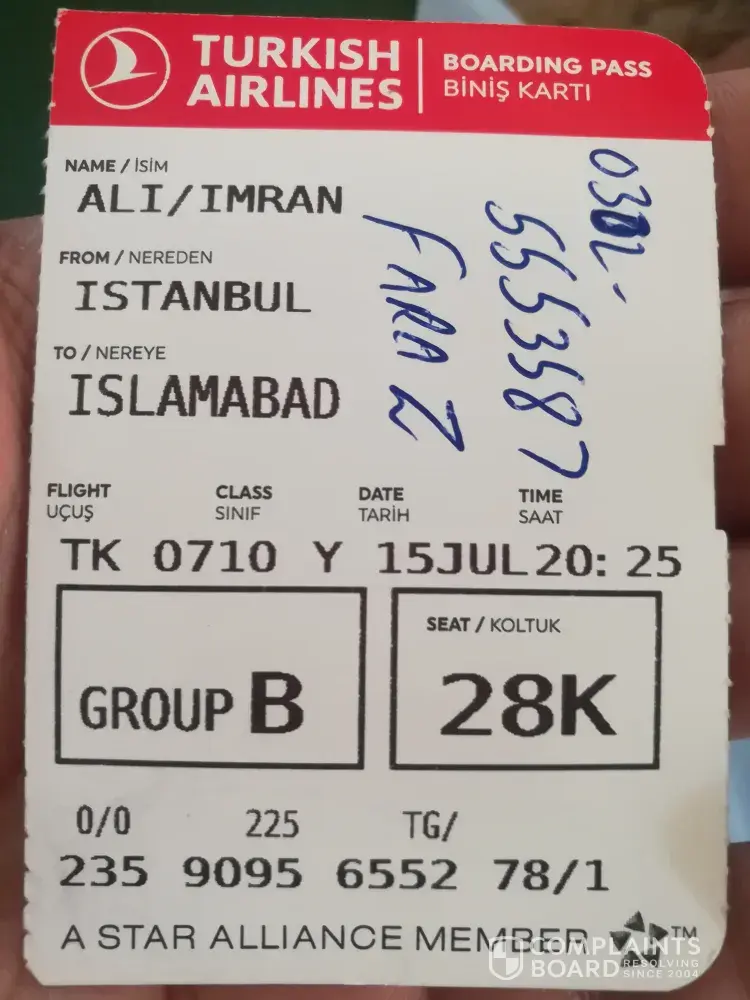 TURKISH
AIRLINES
BOARDING PASS
BİNİŞ KARTI
NAME / İSİM
ALI/IMRAN
FROM / NEREDEN
ISTANBUL
TO / NEREYE
ISLAMABAD
FARAZ
5553587
FLIGHT CLASS DATE TIME
UÇUŞ SINIF TARİH SAAT
TK 0710 Y 15JUL20: 25
GROUP B
SEAT / KOLTUK
28K
0/0 225 TG/
235 9095 6552 78/1
A STAR ALLIANCE MEMBER TM
COMPLAINTS
BOARD RESOLVING
SINCE 2004